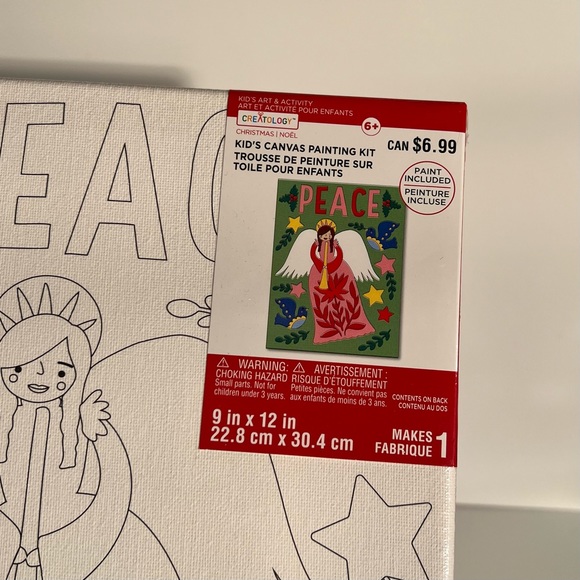 KID'S ART & ACTIVITY
ART ET ACTIVITÉ POUR ENFANTS
CREATOLOGY™
6+
CHRISTMAS | NOËL
KID'S CANVAS PAINTING KIT
TROUSSE DE PEINTURE SUR
TOILE POUR ENFANTS
CAN $6.99
PAINT
INCLUDED
PEINTURE
INCLUSE
PEACE
EAC
WARNING:
CHOKING HAZARD
Small parts. Not for
children under 3 years.
AVERTISSEMENT :
RISQUE D'ÉTOUFFEMENT
Petites pièces. Ne convient pas
aux enfants de moins de 3 ans.
CONTENTS ON BACK
CONTENU AU DOS
9 in x 12 in
22.8 cm x 30.4 cm
MAKES
FABRIQUE 1